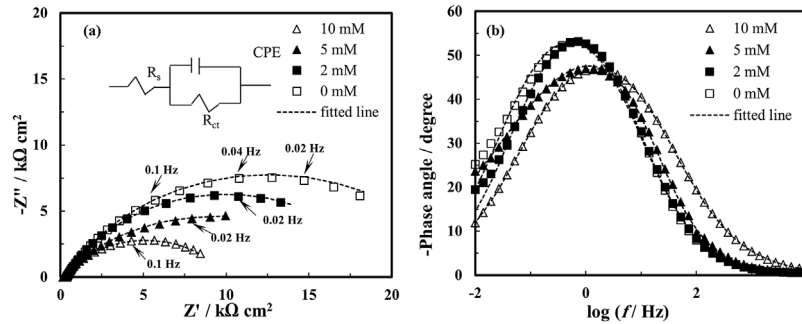 (a)
CPE
R_s
R_ct
10 mM
5 mM
2 mM
0 mM
fitted line
0.1 Hz
0.04 Hz
0.02 Hz
0.02 Hz
0.02 Hz
0.1 Hz
20
15
10
5
0
0 5 10 15 20
-Z'' / kΩ cm²
Z' / kΩ cm²
(b)
10 mM
5 mM
2 mM
0 mM
fitted line
60
50
40
30
20
10
0
-2 -1 0 1 2
-Phase angle / degree
log (f / Hz)